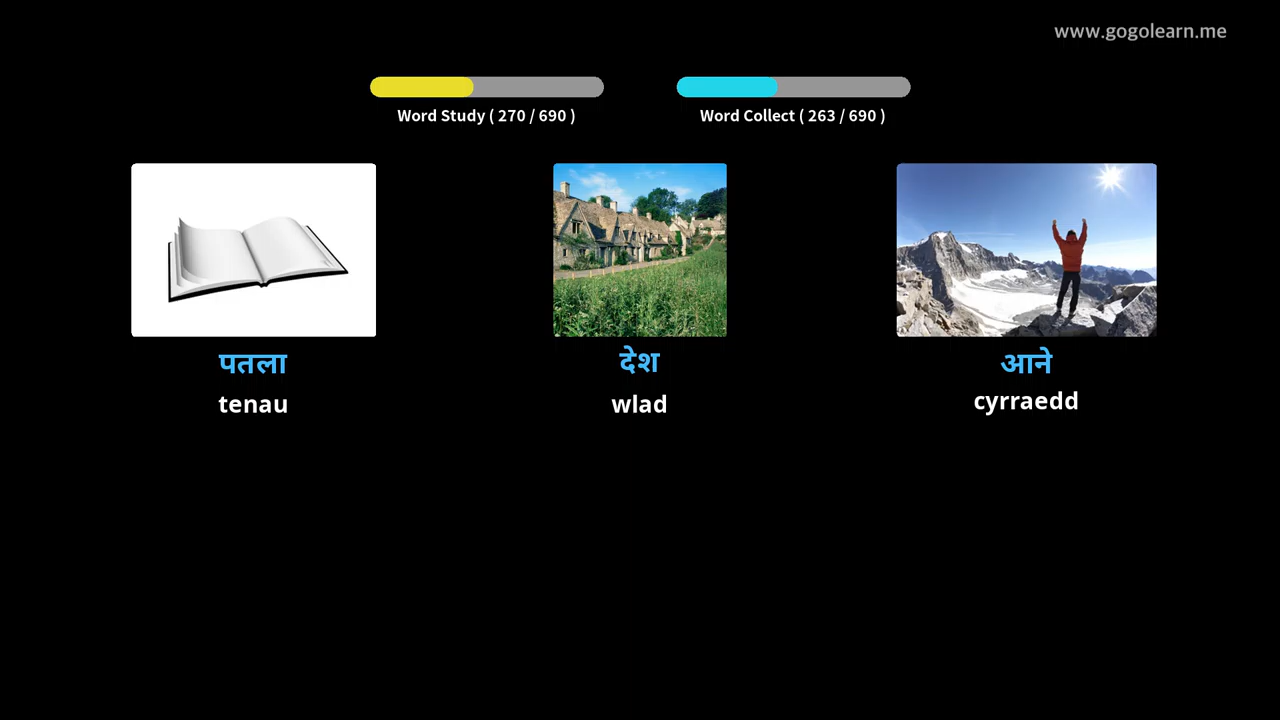 www.gogolearn.me
Word Study ( 270 / 690 )
Word Collect ( 263 / 690 )
पतला
देश
आने
tenau
wlad
cyrraedd